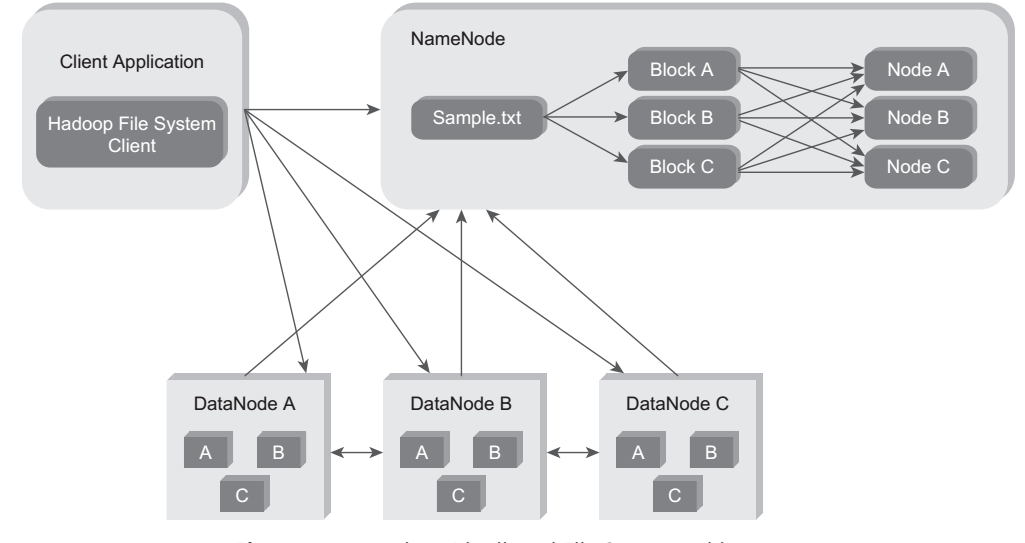 Client Application
Hadoop File System
Client
NameNode
Sample.txt
Block A
Block B
Block C
Node A
Node B
Node C
DataNode A
A
B
C
DataNode B
A
B
C
DataNode C
A
B
C